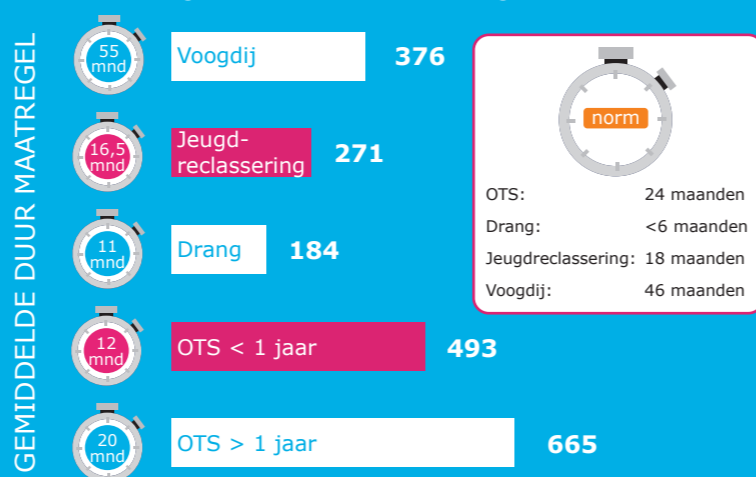 GEMIDDELDE DUUR MAATREGEL
55
mnd
Voogdij
376
16,5
mnd
Jeugd-
reclassering
271
11
mnd
Drang
184
12
mnd
OTS < 1 jaar
493
20
mnd
OTS > 1 jaar
665
norm
OTS: 24 maanden
Drang: <6 maanden
Jeugdreclassering: 18 maanden
Voogdij: 46 maanden